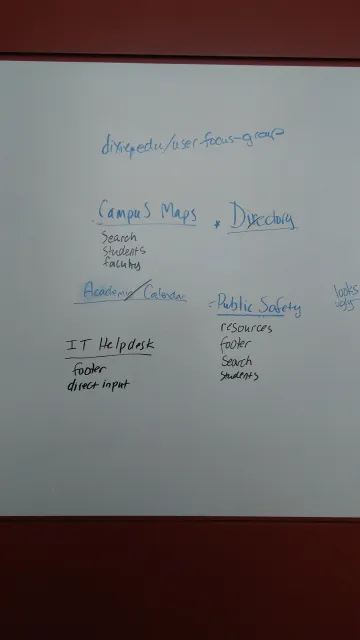 dixie.edu/user-focus-group
Campus Maps
* Directory
Search
students
faculty
Academic Calendar
- Public Safety
looks
ugly
resources
footer
Search
students
IT Helpdesk
footer
direct input